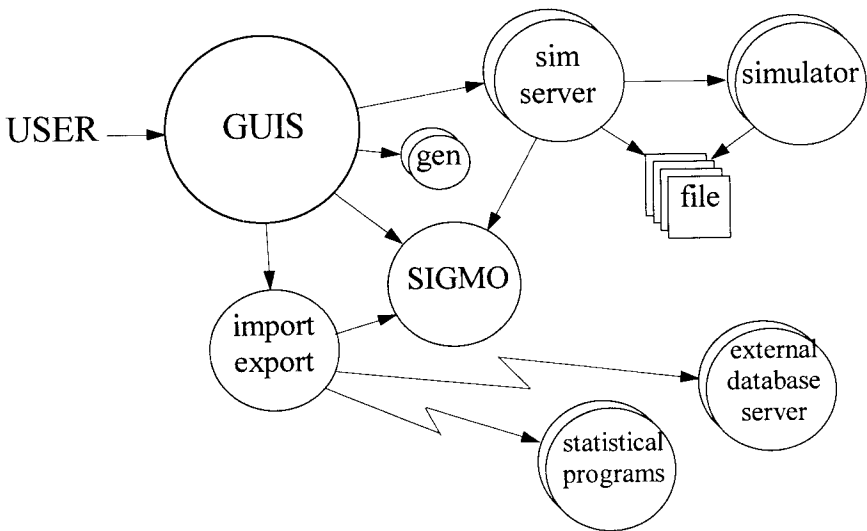 USER
GUIS
sim
server
simulator
gen
file
SIGMO
import
export
external
database
server
statistical
programs